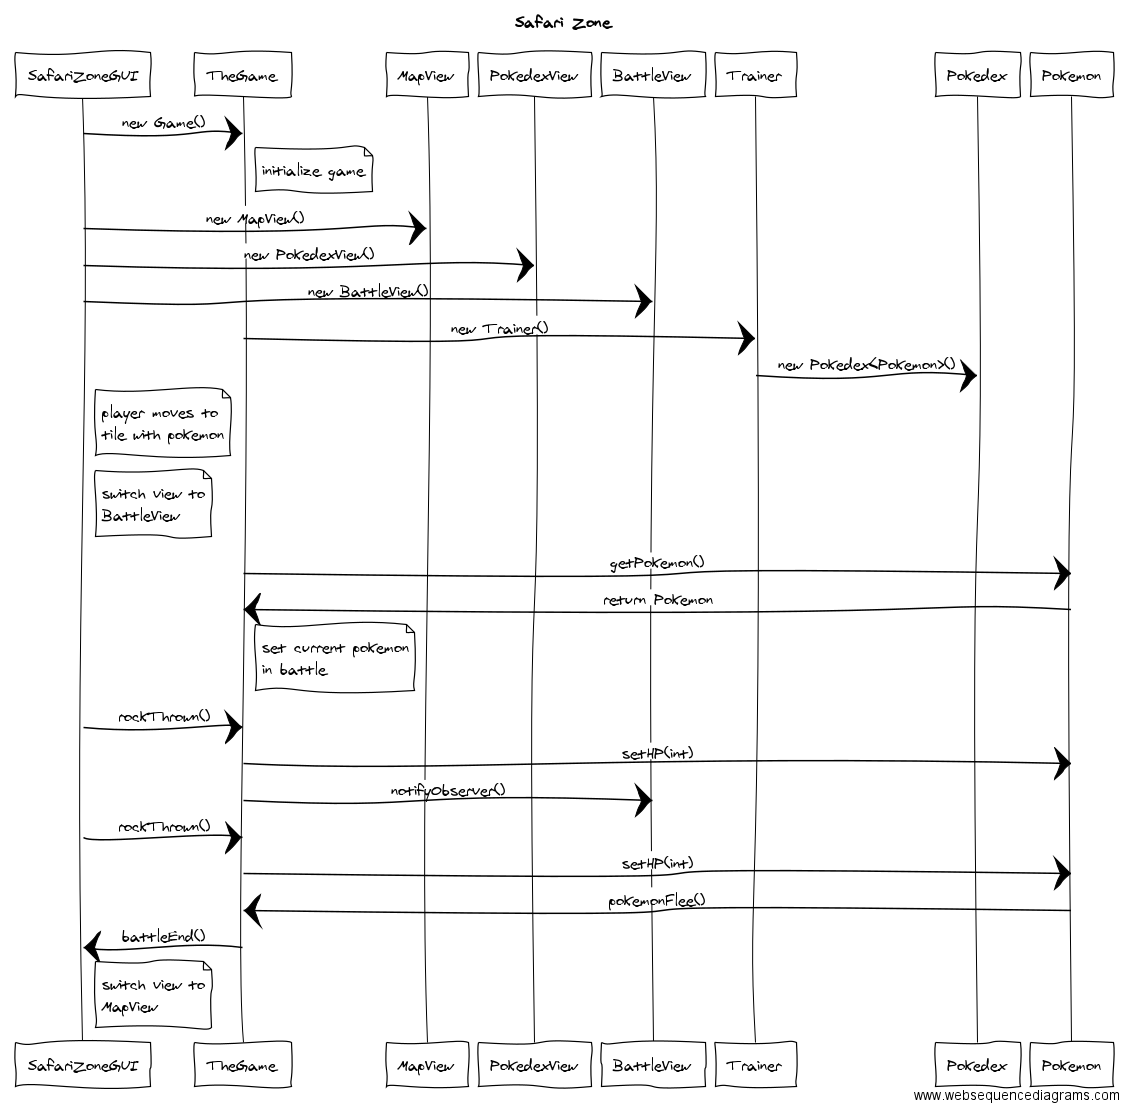 Safari Zone
SafariZoneGUI
TheGame
MapView
PokedexView
BattleView
Trainer
Pokedex
Pokemon
new Game()
initialize game
new MapView()
new PokedexView()
new BattleView()
new Trainer()
new Pokedex<Pokemon>()
player moves to
tile with pokemon
switch view to
BattleView
getPokemon()
return Pokemon
set current pokemon
in battle
rockThrown()
setHP(int)
notifyObserver()
rockThrown()
setHP(int)
pokemonFlee()
battleEnd()
switch view to
MapView
SafariZoneGUI
TheGame
MapView
PokedexView
BattleView
Trainer
Pokedex
Pokemon
www.websequencediagrams.com